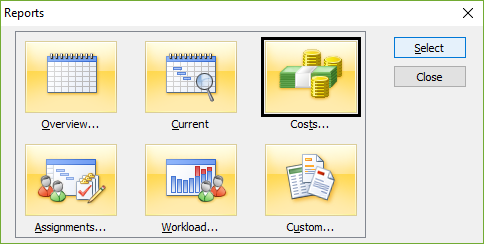 Reports
Overview...
Current
Costs...
Select
Close
Assignments...
Workload...
Custom...